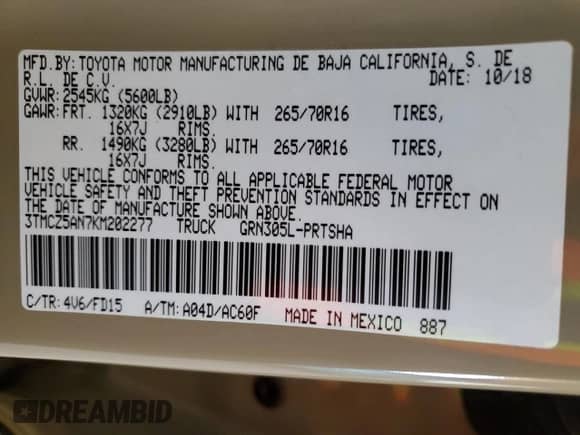 MFD.BY: TOYOTA MOTOR MANUFACTURING DE BAJA CALIFORNIA, S. DE
R.L. DE C.V. DATE: 10/18
GVWR: 2545KG (5600LB)
GAWR: FRT. 1320KG (2910LB) WITH 265/70R16 TIRES,
16X7J RIMS.
RR. 1490KG (3280LB) WITH 265/70R16 TIRES,
16X7J RIMS.
THIS VEHICLE CONFORMS TO ALL APPLICABLE FEDERAL MOTOR
VEHICLE SAFETY AND THEFT PREVENTION STANDARDS IN EFFECT ON
THE DATE OF MANUFACTURE SHOWN ABOVE.
3TMCZ5AN7KM202277 TRUCK GRN305L-PRTSHA
C/TR: 4V6/FD15 A/TM: A04D/AC60F MADE IN MEXICO 887
DREAMBID